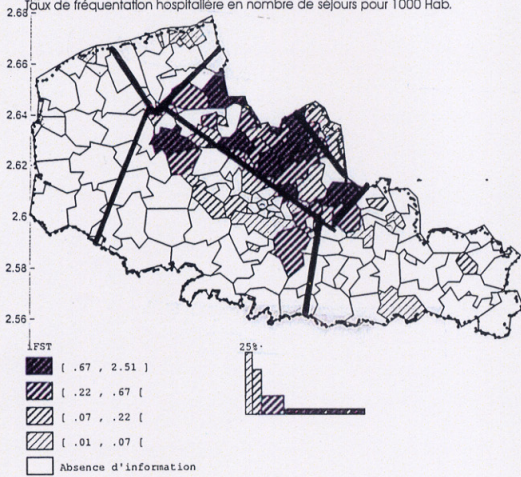 Taux de fréquentation hospitalière en nombre de séjours pour 1000 Hab.
2.68
2.66
2.64
2.62
2.6
2.58
2.56
iFST
[ .67 , 2.51 ]
[ .22 , .67 [
[ .07 , .22 [
[ .01 , .07 [
Absence d'information
25%